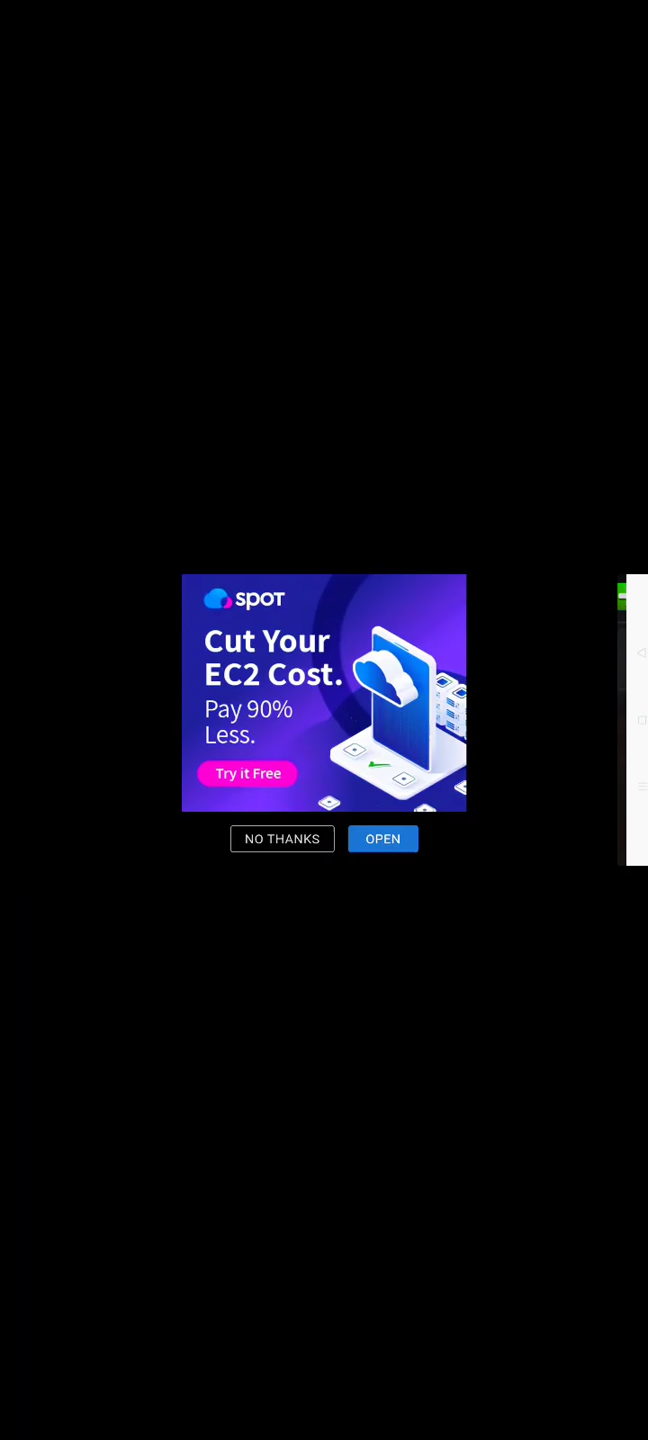 spot
Cut Your
EC2 Cost.
Pay 90%
Less.
Try it Free
NO THANKS
OPEN